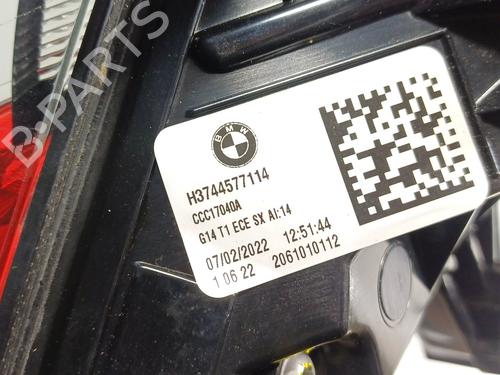 B-PARTS
BMW
H3744577114
CCC17040A
G14 T1 ECE SX AI:14
07/02/2022 12:51:44
1 06 22 2061010112